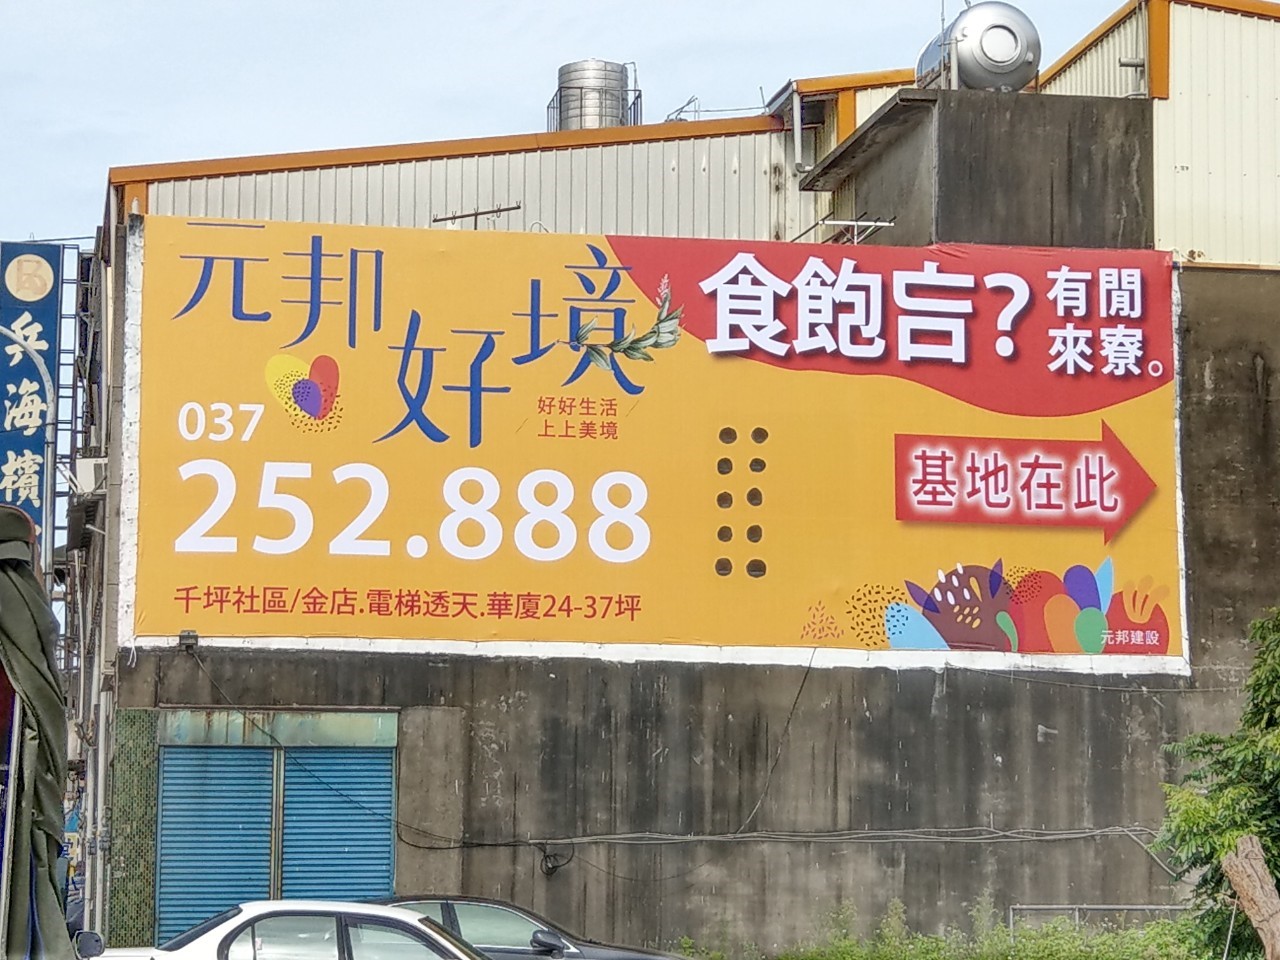 元邦好境
好好生活
上上美境
037
252.888
千坪社區/金店.電梯透天.華廈24-37坪
食飽吂?
有閒
來寮。
基地在此
元邦建設
兵海檳